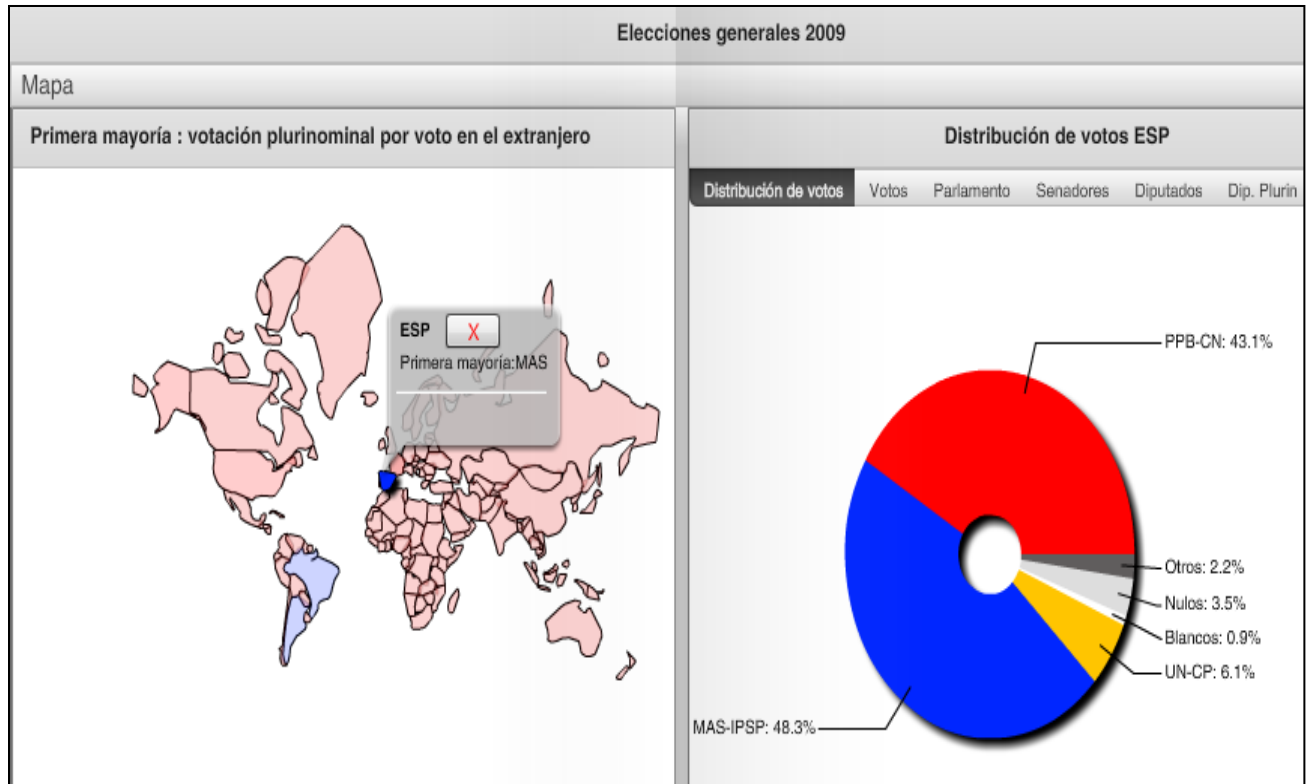 Elecciones generales 2009
Mapa
Primera mayoría : votación plurinominal por voto en el extranjero
ESP X
Primera mayoría:MAS
Distribución de votos ESP
Distribución de votos Votos Parlamento Senadores Diputados Dip. Plurin
PPB-CN: 43.1%
Otros: 2.2%
Nulos: 3.5%
Blancos: 0.9%
UN-CP: 6.1%
MAS-IPSP: 48.3%